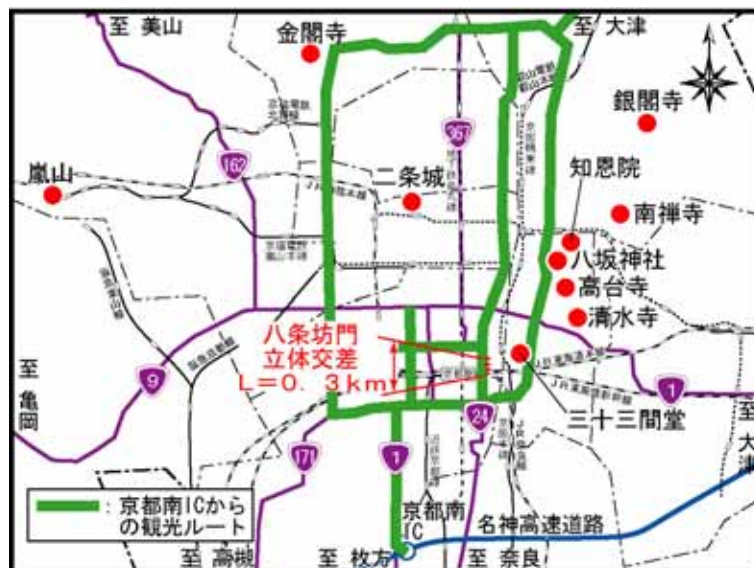 至 美山
金閣寺
至 大津
銀閣寺
367
162
嵐山
二条城
知恩院
南禅寺
八坂神社
高台寺
清水寺
八条坊門
立体交差
L=0.3km
至 亀岡
9
1
三十三間堂
24
171
1
至 大津
:京都南ICから
の観光ルート
京都南
IC
名神高速道路
至 高槻
至 枚方
至 奈良